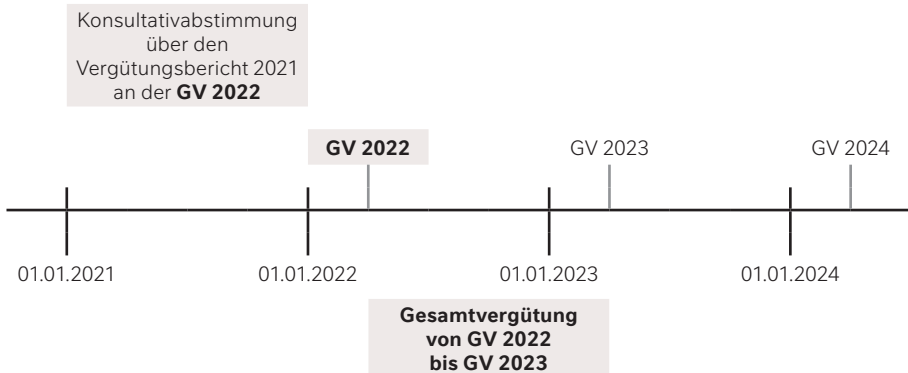 Konsultativabstimmung
über den
Vergütungsbericht 2021
an der GV 2022
GV 2022
GV 2023
GV 2024
01.01.2021
01.01.2022
01.01.2023
01.01.2024
Gesamtvergütung
von GV 2022
bis GV 2023